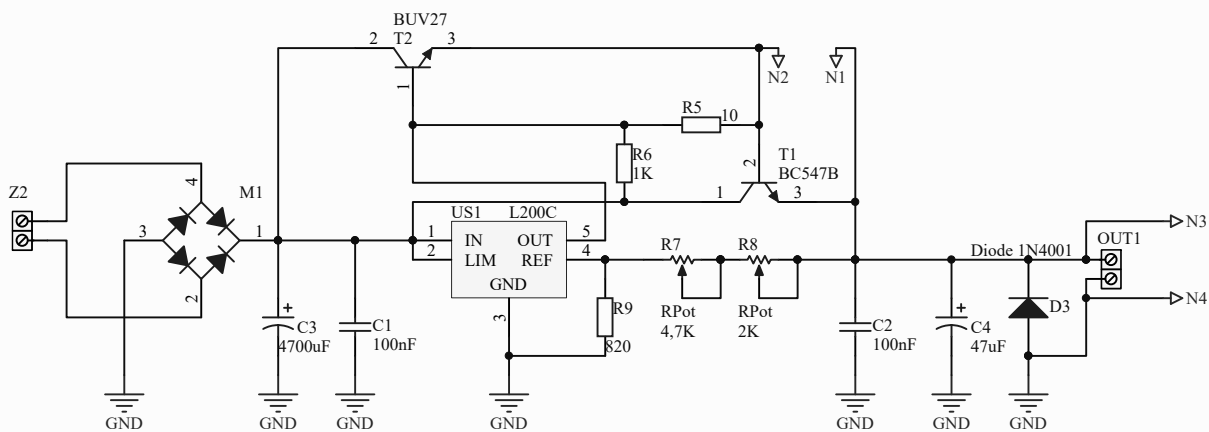 BUV27
T2
2
3
1
N2
N1
R5
10
R6
1K
T1
BC547B
2
1
3
Z2
4
M1
3
1
2
US1
L200C
1
IN
OUT
5
2
LIM
REF
4
GND
3
R7
R8
RPot
4,7K
RPot
2K
R9
820
Diode 1N4001
OUT1
N3
N4
D3
+
C3
4700uF
C1
100nF
C2
100nF
+
C4
47uF
GND
GND
GND
GND
GND
GND
GND